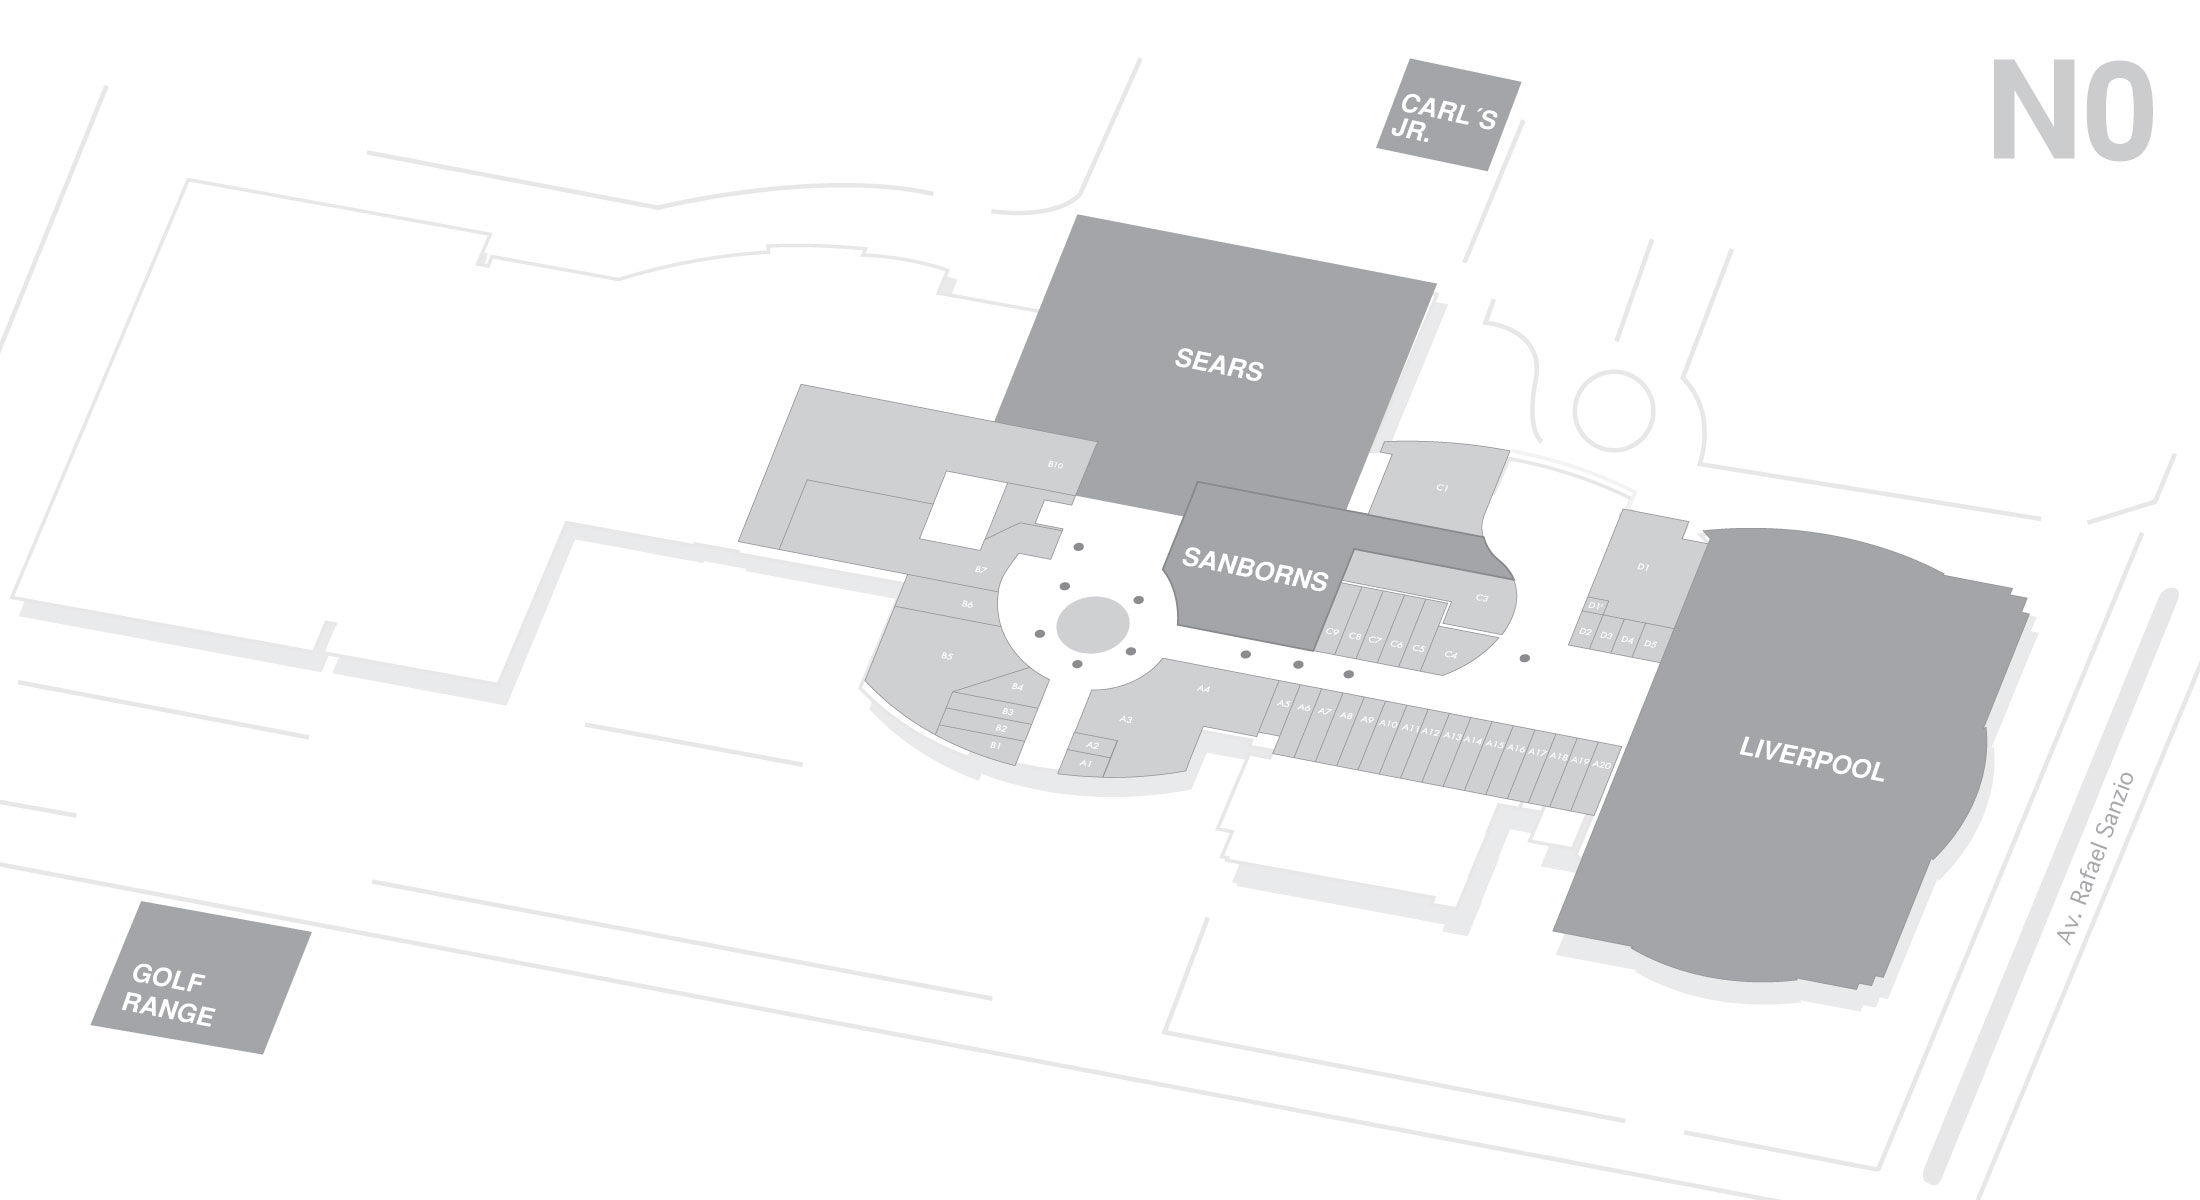 N0
CARL ´S
JR.
SEARS
B10
C1
SANBORNS
D1
B7
C3
B6
D1'
C9
C8
C7
C6
C5
C4
D2
D3
D4
D5
B5
B4
A4
B3
A3
A5
A6
A7
A8
A9
A10
A11
A12
A13
A14
A15
A16
A17
A18
A19
A20
B2
B1
A2
A1
LIVERPOOL
Av. Rafael Sanzio
GOLF
RANGE